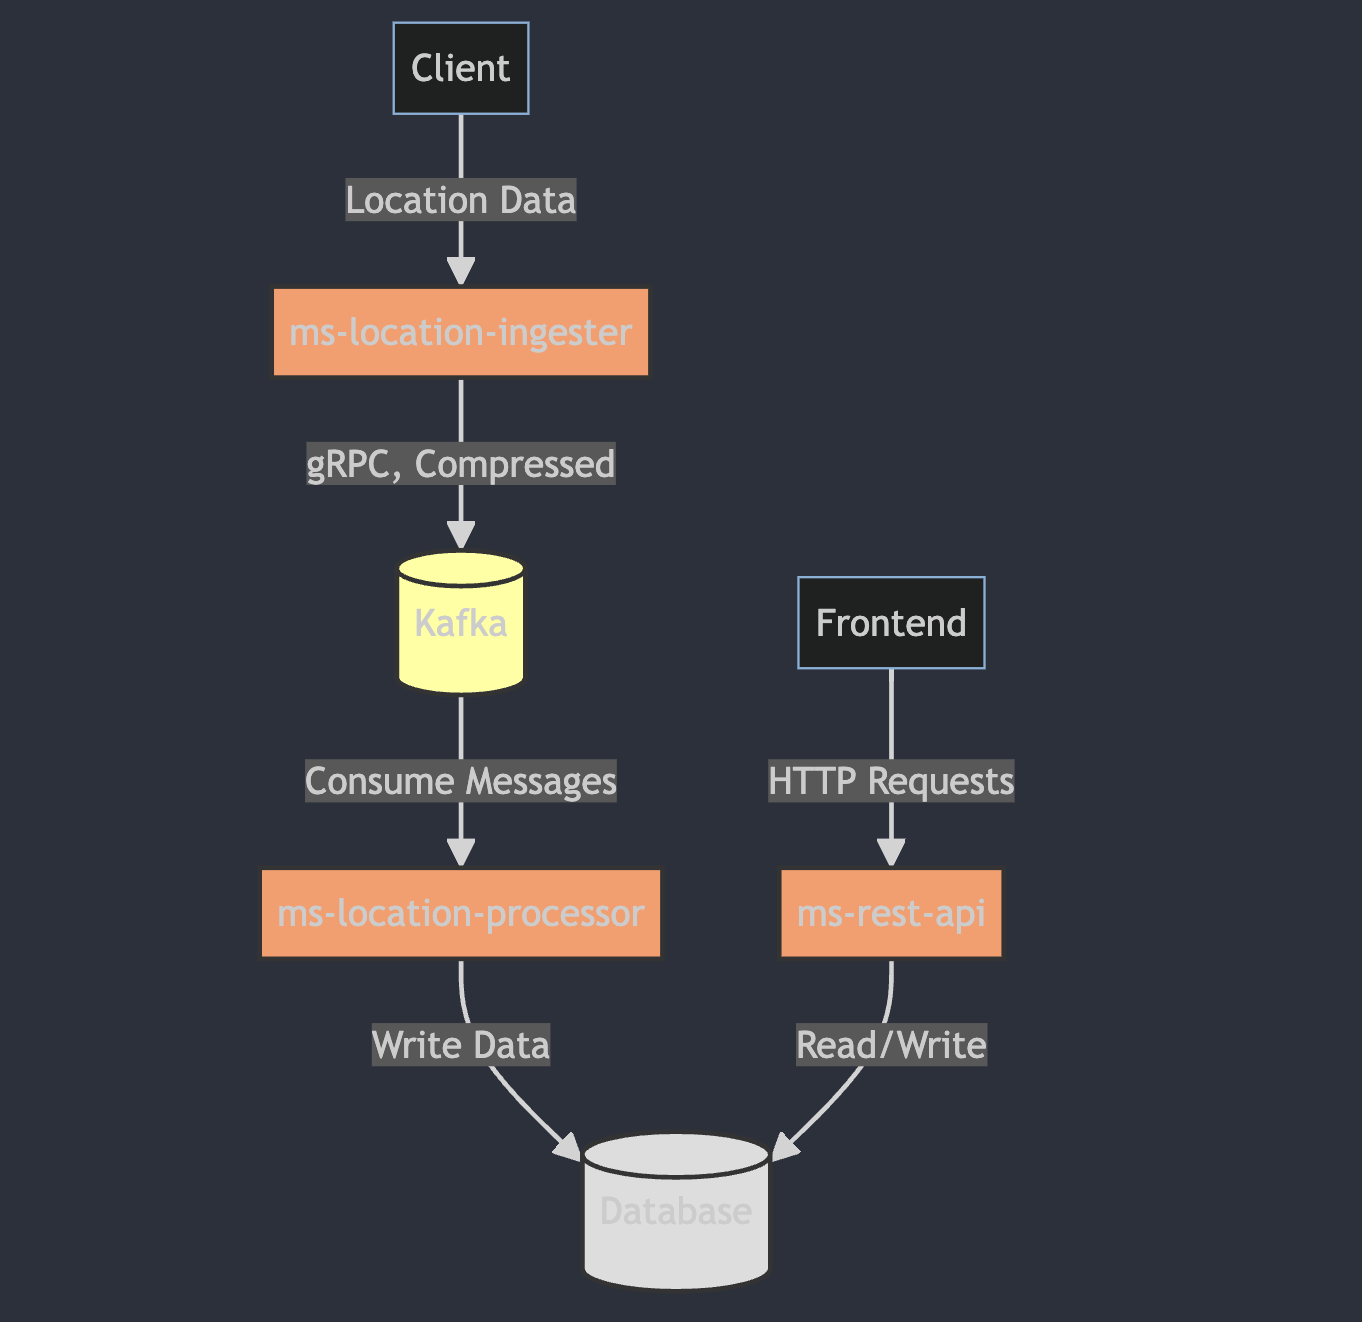 Client
Location Data
ms-location-ingester
gRPC, Compressed
Kafka
Frontend
Consume Messages
HTTP Requests
ms-location-processor
ms-rest-api
Write Data
Read/Write
Database